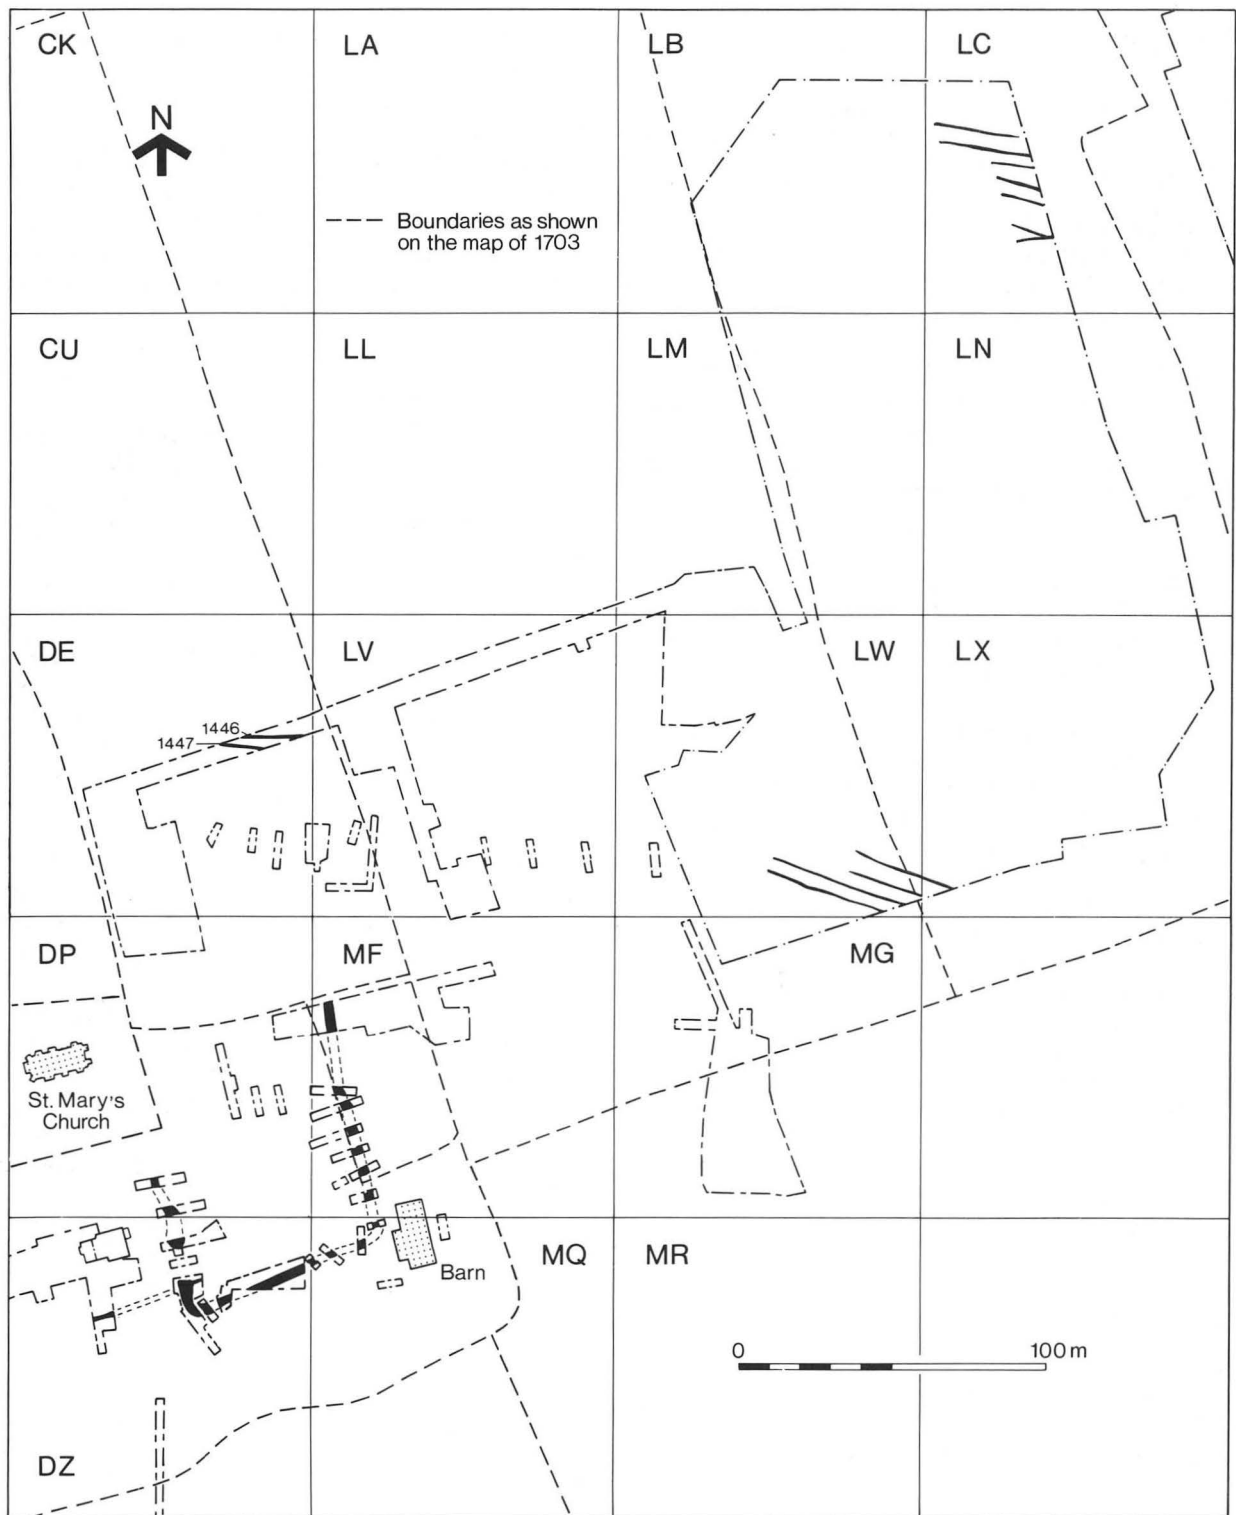 CK
LA
LB
LC
N
Boundaries as shown
on the map of 1703
CU
LL
LM
LN
DE
LV
LW
LX
1446
1447
DP
MF
MG
St. Mary's
Church
MQ
MR
Barn
0 100 m
DZ